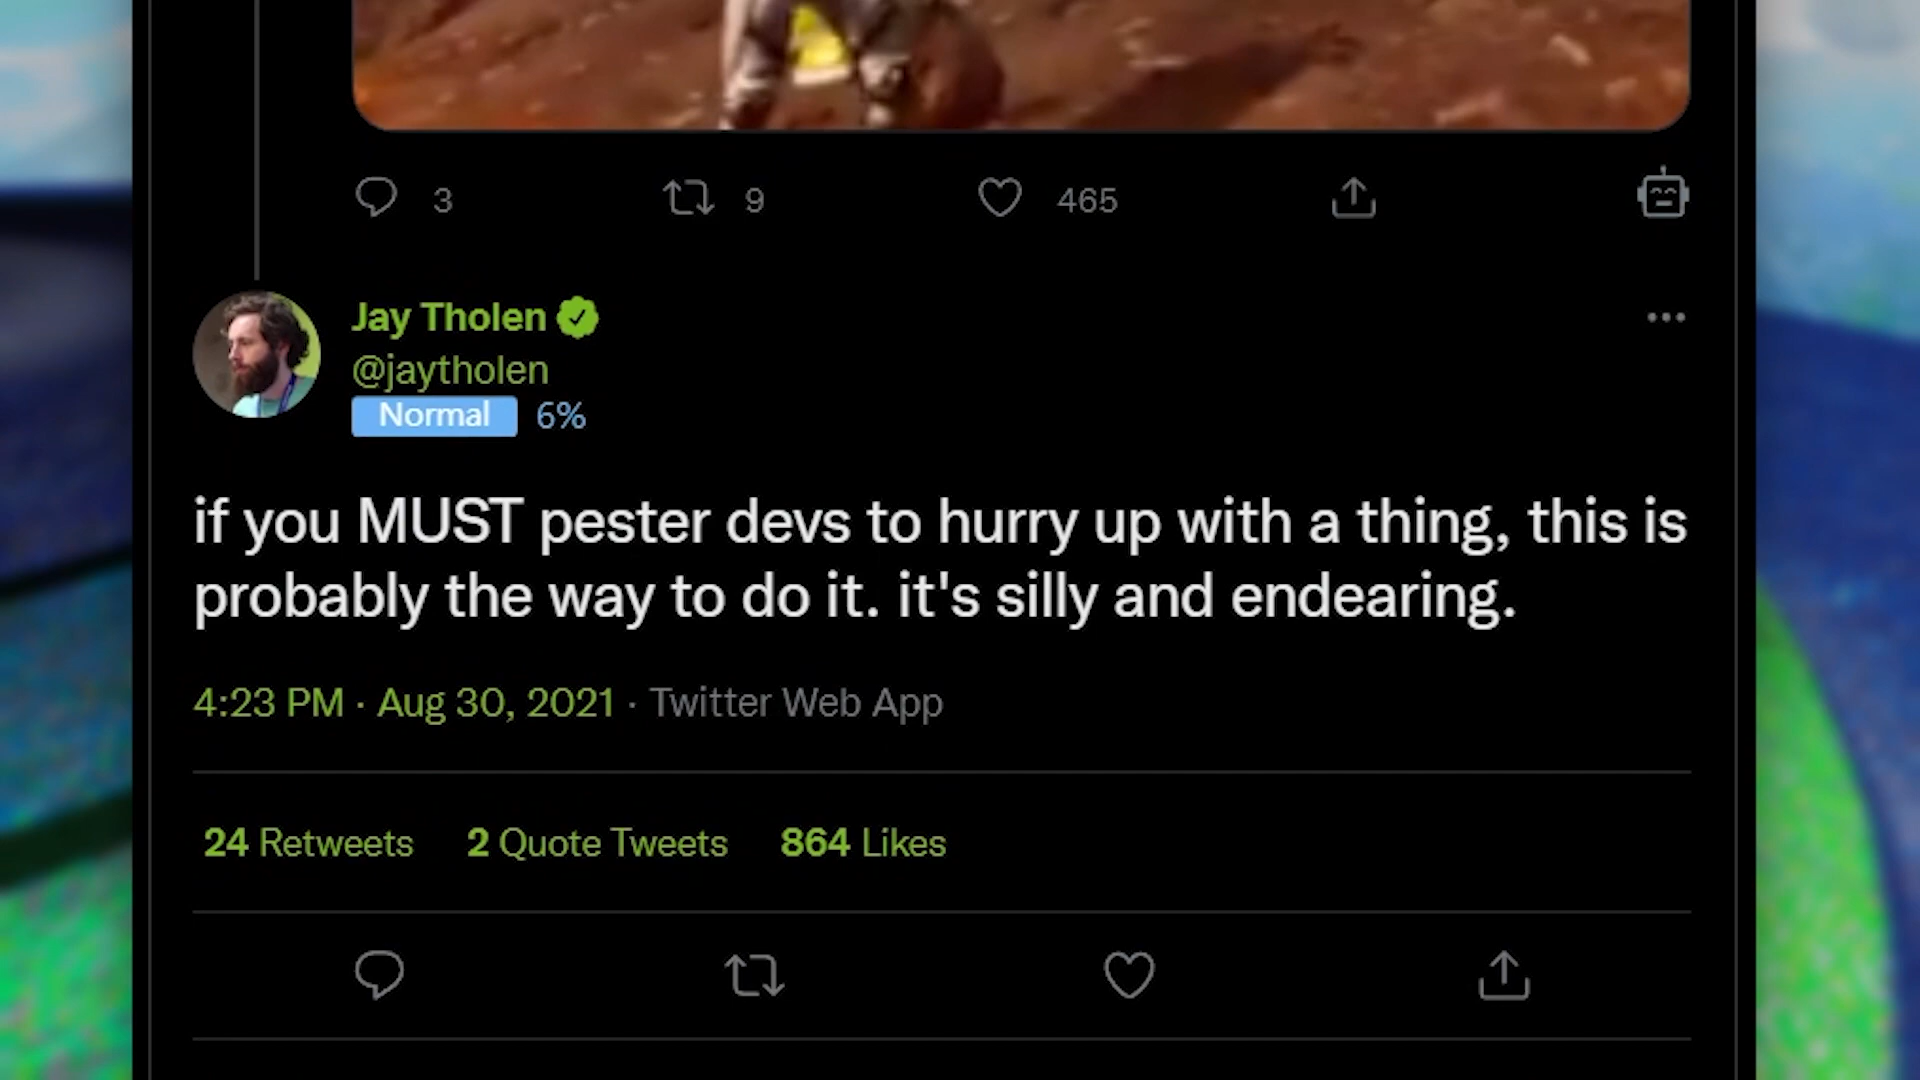 3 9 465
Jay Tholen
@jaytholen
Normal 6%
if you MUST pester devs to hurry up with a thing, this is
probably the way to do it. it's silly and endearing.
4:23 PM · Aug 30, 2021 · Twitter Web App
24 Retweets 2 Quote Tweets 864 Likes